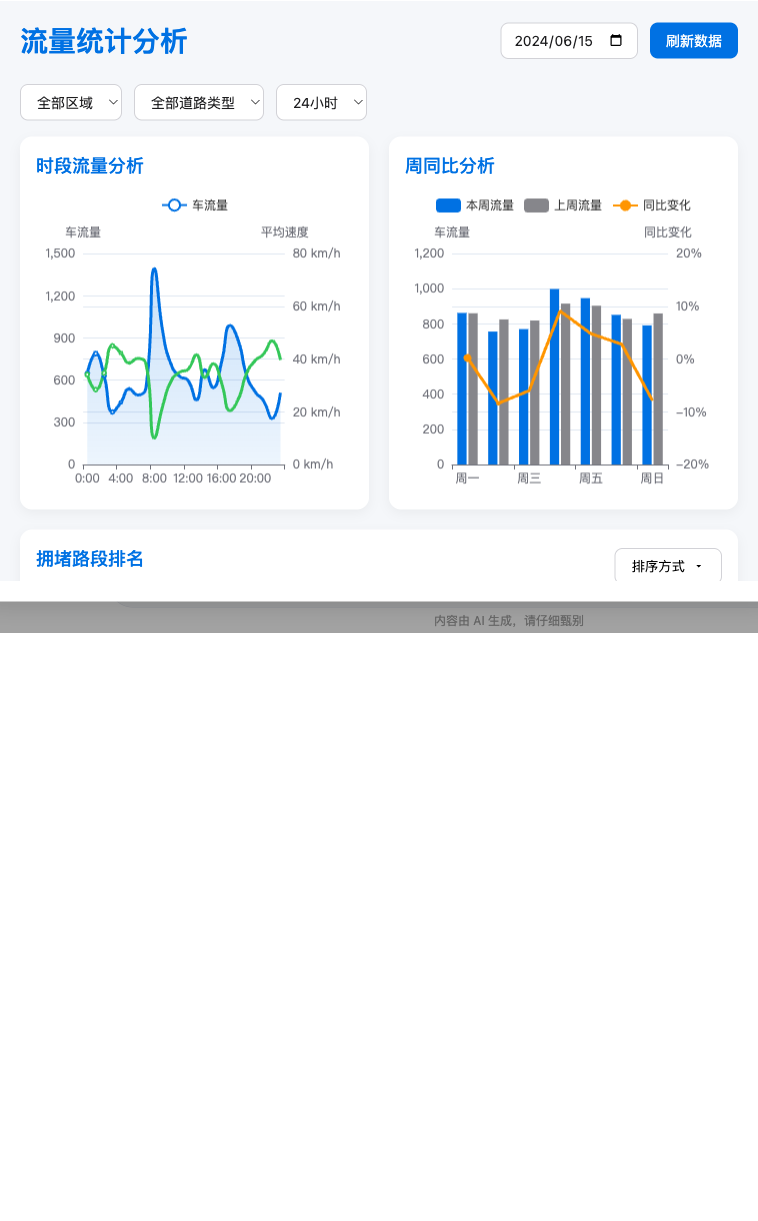 流量统计分析
2024/06/15
刷新数据
全部区域
全部道路类型
24小时
时段流量分析
车流量
车流量
平均速度
1,500
1,200
900
600
300
0
80 km/h
60 km/h
40 km/h
20 km/h
0 km/h
0:00 4:00 8:00 12:00 16:00 20:00
周同比分析
本周流量 上周流量 同比变化
车流量
同比变化
1,200
1,000
800
600
400
200
0
20%
10%
0%
−10%
−20%
周一 周三 周五 周日
拥堵路段排名
排序方式
内容由 AI 生成，请仔细甄别